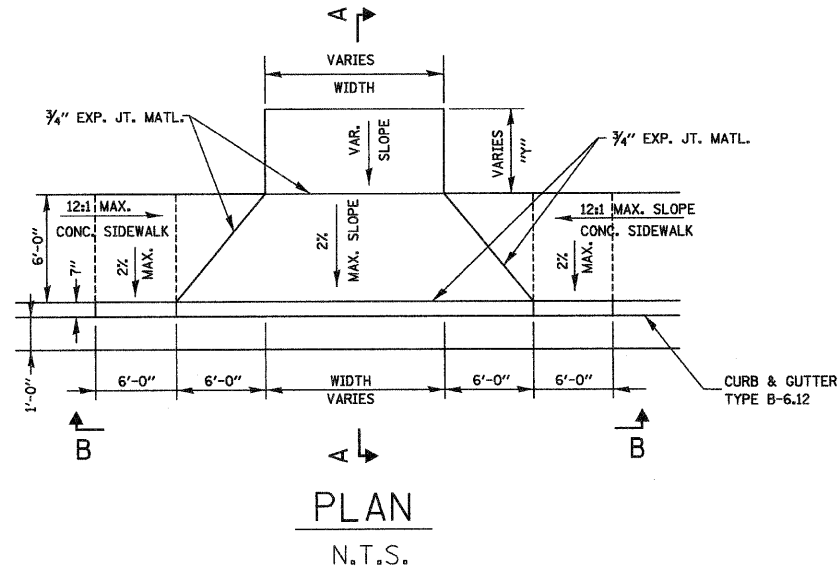 A
VARIES
WIDTH
¾" EXP. JT. MATL.
VAR.
SLOPE
VARIES
"Y"
¾" EXP. JT. MATL.
12:1 MAX.
CONC. SIDEWALK
2%
MAX.
6'-0"
7"
2%
MAX. SLOPE
12:1 MAX. SLOPE
CONC. SIDEWALK
2%
MAX.
1'-0"
6'-0"
6'-0"
WIDTH
VARIES
6'-0"
6'-0"
CURB & GUTTER
TYPE B-6.12
B
A
B
PLAN
N.T.S.